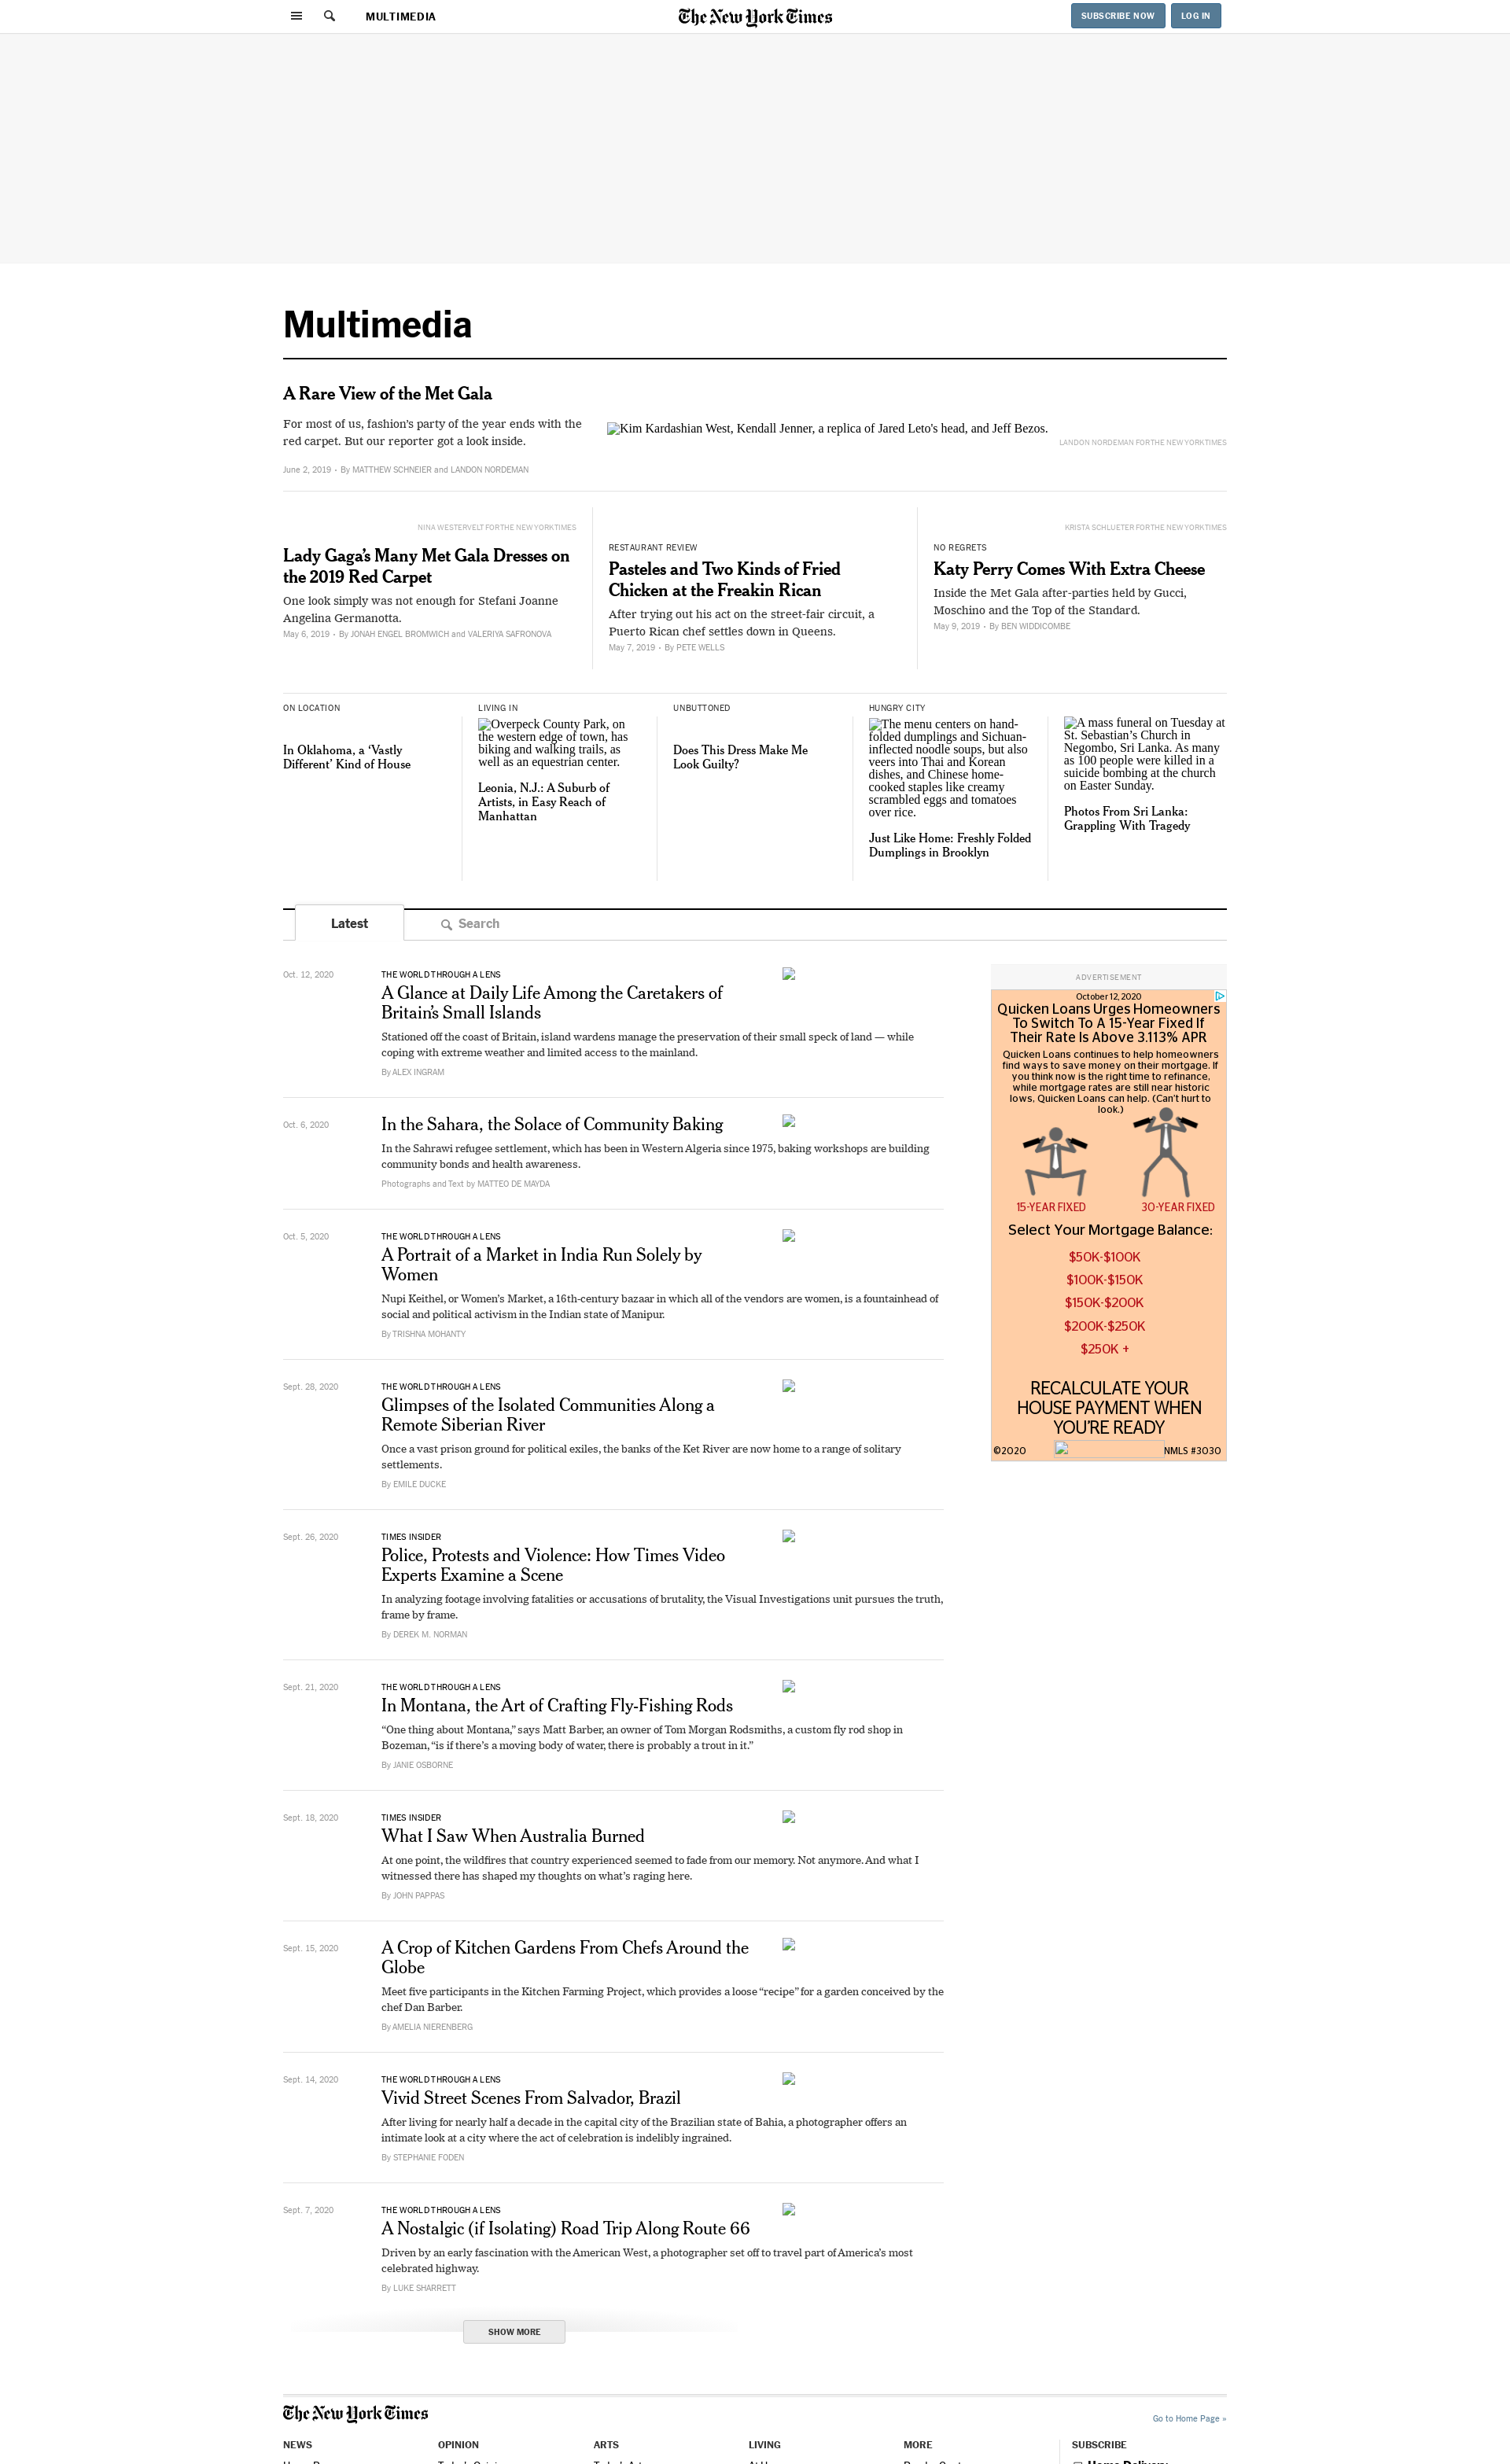 MULTIMEDIA
The New York Times
SUBSCRIBE NOW
LOG IN
Multimedia
A Rare View of the Met Gala
For most of us, fashion's party of the year ends with the
red carpet. But our reporter got a look inside.
June 2, 2019 • By MATTHEW SCHNEIER and LANDON NORDEMAN
Kim Kardashian West, Kendall Jenner, a replica of Jared Leto's head, and Jeff Bezos.
LANDON NORDEMAN FOR THE NEW YORK TIMES
NINA WESTERVELT FOR THE NEW YORK TIMES
Lady Gaga’s Many Met Gala Dresses on
the 2019 Red Carpet
One look simply was not enough for Stefani Joanne
Angelina Germanotta.
May 6, 2019 • By JONAH ENGEL BROMWICH and VALERIYA SAFRONOVA
RESTAURANT REVIEW
Pasteles and Two Kinds of Fried
Chicken at the Freakin Rican
After trying out his act on the street-fair circuit, a
Puerto Rican chef settles down in Queens.
May 7, 2019 • By PETE WELLS
KRISTA SCHLUETER FOR THE NEW YORK TIMES
NO REGRETS
Katy Perry Comes With Extra Cheese
Inside the Met Gala after-parties held by Gucci,
Moschino and the Top of the Standard.
May 9, 2019 • By BEN WIDDICOMBE
ON LOCATION
In Oklahoma, a ‘Vastly
Different’ Kind of House
LIVING IN
Overpeck County Park, on
the western edge of town, has
biking and walking trails, as
well as an equestrian center.
Leonia, N.J.: A Suburb of
Artists, in Easy Reach of
Manhattan
UNBUTTONED
Does This Dress Make Me
Look Guilty?
HUNGRY CITY
The menu centers on hand-
folded dumplings and Sichuan-
inflected noodle soups, but also
veers into Thai and Korean
dishes, and Chinese home-
cooked staples like creamy
scrambled eggs and tomatoes
over rice.
Just Like Home: Freshly Folded
Dumplings in Brooklyn
A mass funeral on Tuesday at
St. Sebastian’s Church in
Negombo, Sri Lanka. As many
as 100 people were killed in a
suicide bombing at the church
on Easter Sunday.
Photos From Sri Lanka:
Grappling With Tragedy
Latest
Search
Oct. 12, 2020
THE WORLD THROUGH A LENS
A Glance at Daily Life Among the Caretakers of
Britain’s Small Islands
Stationed off the coast of Britain, island wardens manage the preservation of their small speck of land — while
coping with extreme weather and limited access to the mainland.
By ALEX INGRAM
Oct. 6, 2020
In the Sahara, the Solace of Community Baking
In the Sahrawi refugee settlement, which has been in Western Algeria since 1975, baking workshops are building
community bonds and health awareness.
Photographs and Text by MATTEO DE MAYDA
Oct. 5, 2020
THE WORLD THROUGH A LENS
A Portrait of a Market in India Run Solely by
Women
Nupi Keithel, or Women’s Market, a 16th-century bazaar in which all of the vendors are women, is a fountainhead of
social and political activism in the Indian state of Manipur.
By TRISHNA MOHANTY
Sept. 28, 2020
THE WORLD THROUGH A LENS
Glimpses of the Isolated Communities Along a
Remote Siberian River
Once a vast prison ground for political exiles, the banks of the Ket River are now home to a range of solitary
settlements.
By EMILE DUCKE
Sept. 26, 2020
TIMES INSIDER
Police, Protests and Violence: How Times Video
Experts Examine a Scene
In analyzing footage involving fatalities or accusations of brutality, the Visual Investigations unit pursues the truth,
frame by frame.
By DEREK M. NORMAN
Sept. 21, 2020
THE WORLD THROUGH A LENS
In Montana, the Art of Crafting Fly-Fishing Rods
“One thing about Montana,” says Matt Barber, an owner of Tom Morgan Rodsmiths, a custom fly rod shop in
Bozeman, “is if there’s a moving body of water, there is probably a trout in it.”
By JANIE OSBORNE
Sept. 18, 2020
TIMES INSIDER
What I Saw When Australia Burned
At one point, the wildfires that country experienced seemed to fade from our memory. Not anymore. And what I
witnessed there has shaped my thoughts on what’s raging here.
By JOHN PAPPAS
Sept. 15, 2020
A Crop of Kitchen Gardens From Chefs Around the
Globe
Meet five participants in the Kitchen Farming Project, which provides a loose “recipe” for a garden conceived by the
chef Dan Barber.
By AMELIA NIERENBERG
Sept. 14, 2020
THE WORLD THROUGH A LENS
Vivid Street Scenes From Salvador, Brazil
After living for nearly half a decade in the capital city of the Brazilian state of Bahia, a photographer offers an
intimate look at a city where the act of celebration is indelibly ingrained.
By STEPHANIE FODEN
Sept. 7, 2020
THE WORLD THROUGH A LENS
A Nostalgic (if Isolating) Road Trip Along Route 66
Driven by an early fascination with the American West, a photographer set off to travel part of America’s most
celebrated highway.
By LUKE SHARRETT
SHOW MORE
ADVERTISEMENT
October 12, 2020
Quicken Loans Urges Homeowners
To Switch To A 15-Year Fixed If
Their Rate Is Above 3.113% APR
Quicken Loans continues to help homeowners
find ways to save money on their mortgage. If
you think now is the right time to refinance,
while mortgage rates are still near historic
lows, Quicken Loans can help. (Can't hurt to
look.)
15-YEAR FIXED
30-YEAR FIXED
Select Your Mortgage Balance:
$50K-$100K
$100K-$150K
$150K-$200K
$200K-$250K
$250K +
RECALCULATE YOUR
HOUSE PAYMENT WHEN
YOU'RE READY
©2020
NMLS #3030
The New York Times
Go to Home Page »
NEWS
OPINION
ARTS
LIVING
MORE
SUBSCRIBE
Home Delivery